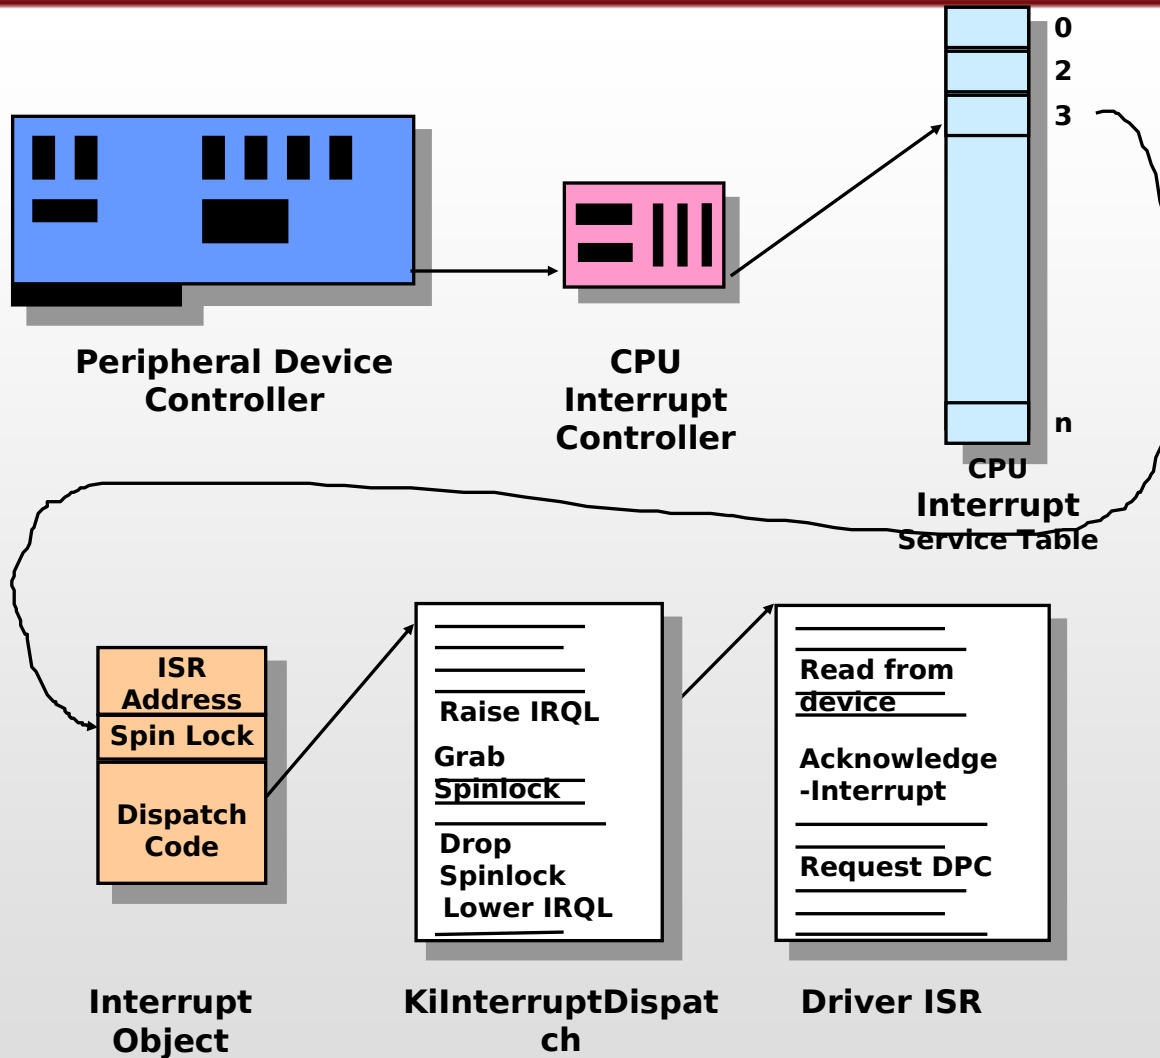 0
2
3
n
Peripheral Device
Controller
CPU
Interrupt
Controller
CPU
Interrupt
Service Table
ISR
Address
Spin Lock
Dispatch
Code
Raise IRQL
Grab
Spinlock
Drop
Spinlock
Lower IRQL
Read from
device
Acknowledge
-Interrupt
Request DPC
Interrupt
Object
KiInterruptDispat
ch
Driver ISR